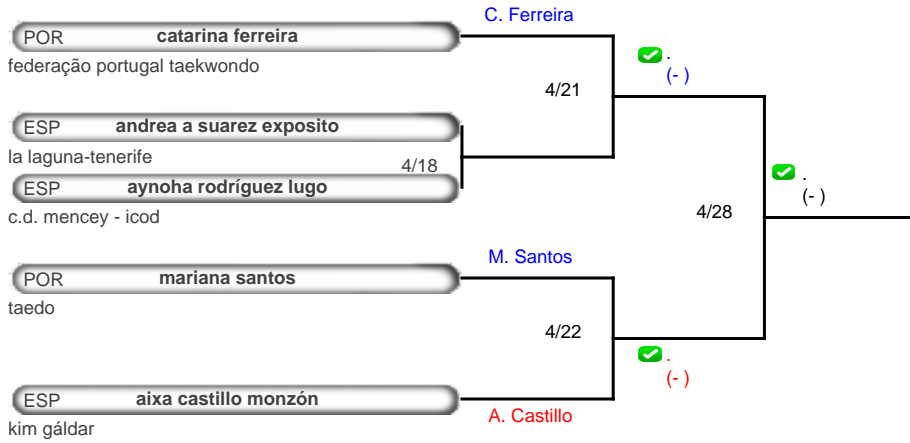 C. Ferreira
POR catarina ferreira
federação portugal taekwondo
.
(- )
4/21
ESP andrea a suarez exposito
la laguna-tenerife
4/18
ESP aynoha rodríguez lugo
c.d. mencey - icod
.
(- )
4/28
M. Santos
POR mariana santos
taedo
4/22
.
(- )
ESP aixa castillo monzón
A. Castillo
kim gáldar